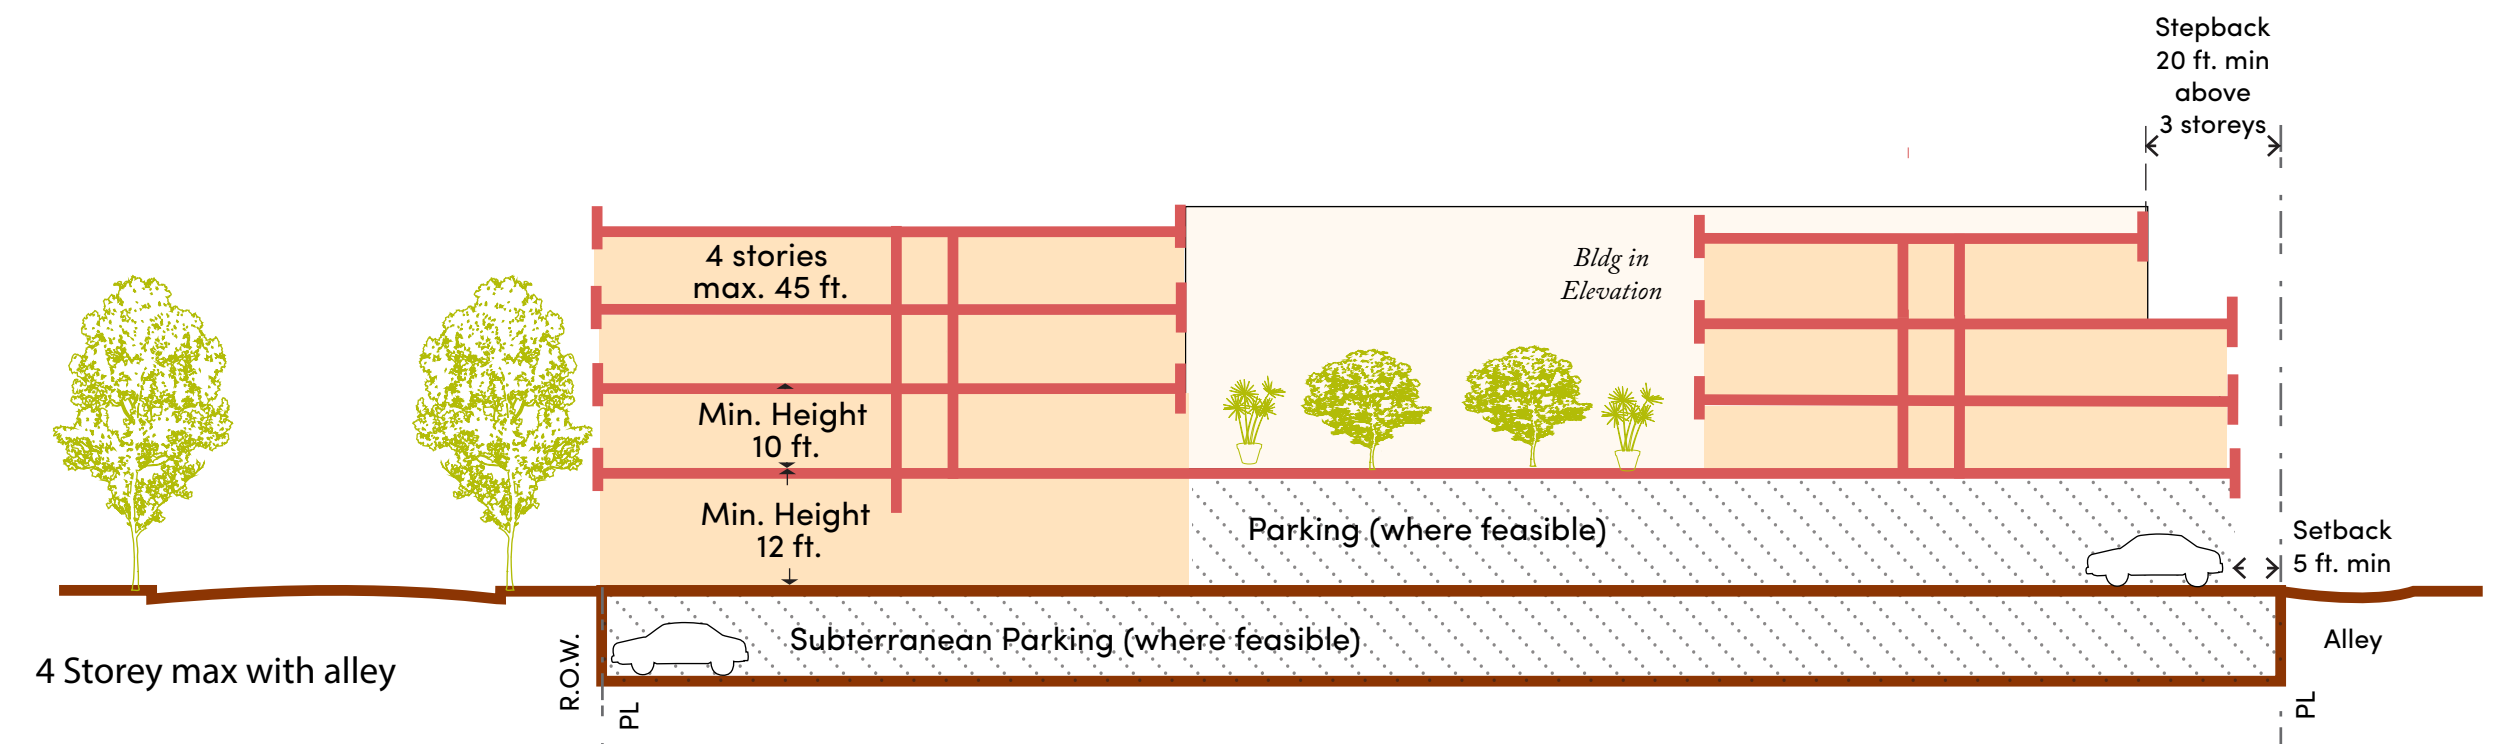 Stepback
20 ft. min
above
3 storeys
4 stories
max. 45 ft.
Bldg in
Elevation
Min. Height
10 ft.
Min. Height
12 ft.
Parking (where feasible)
Setback
5 ft. min
Subterranean Parking (where feasible)
Alley
4 Storey max with alley
R.O.W.
PL
PL